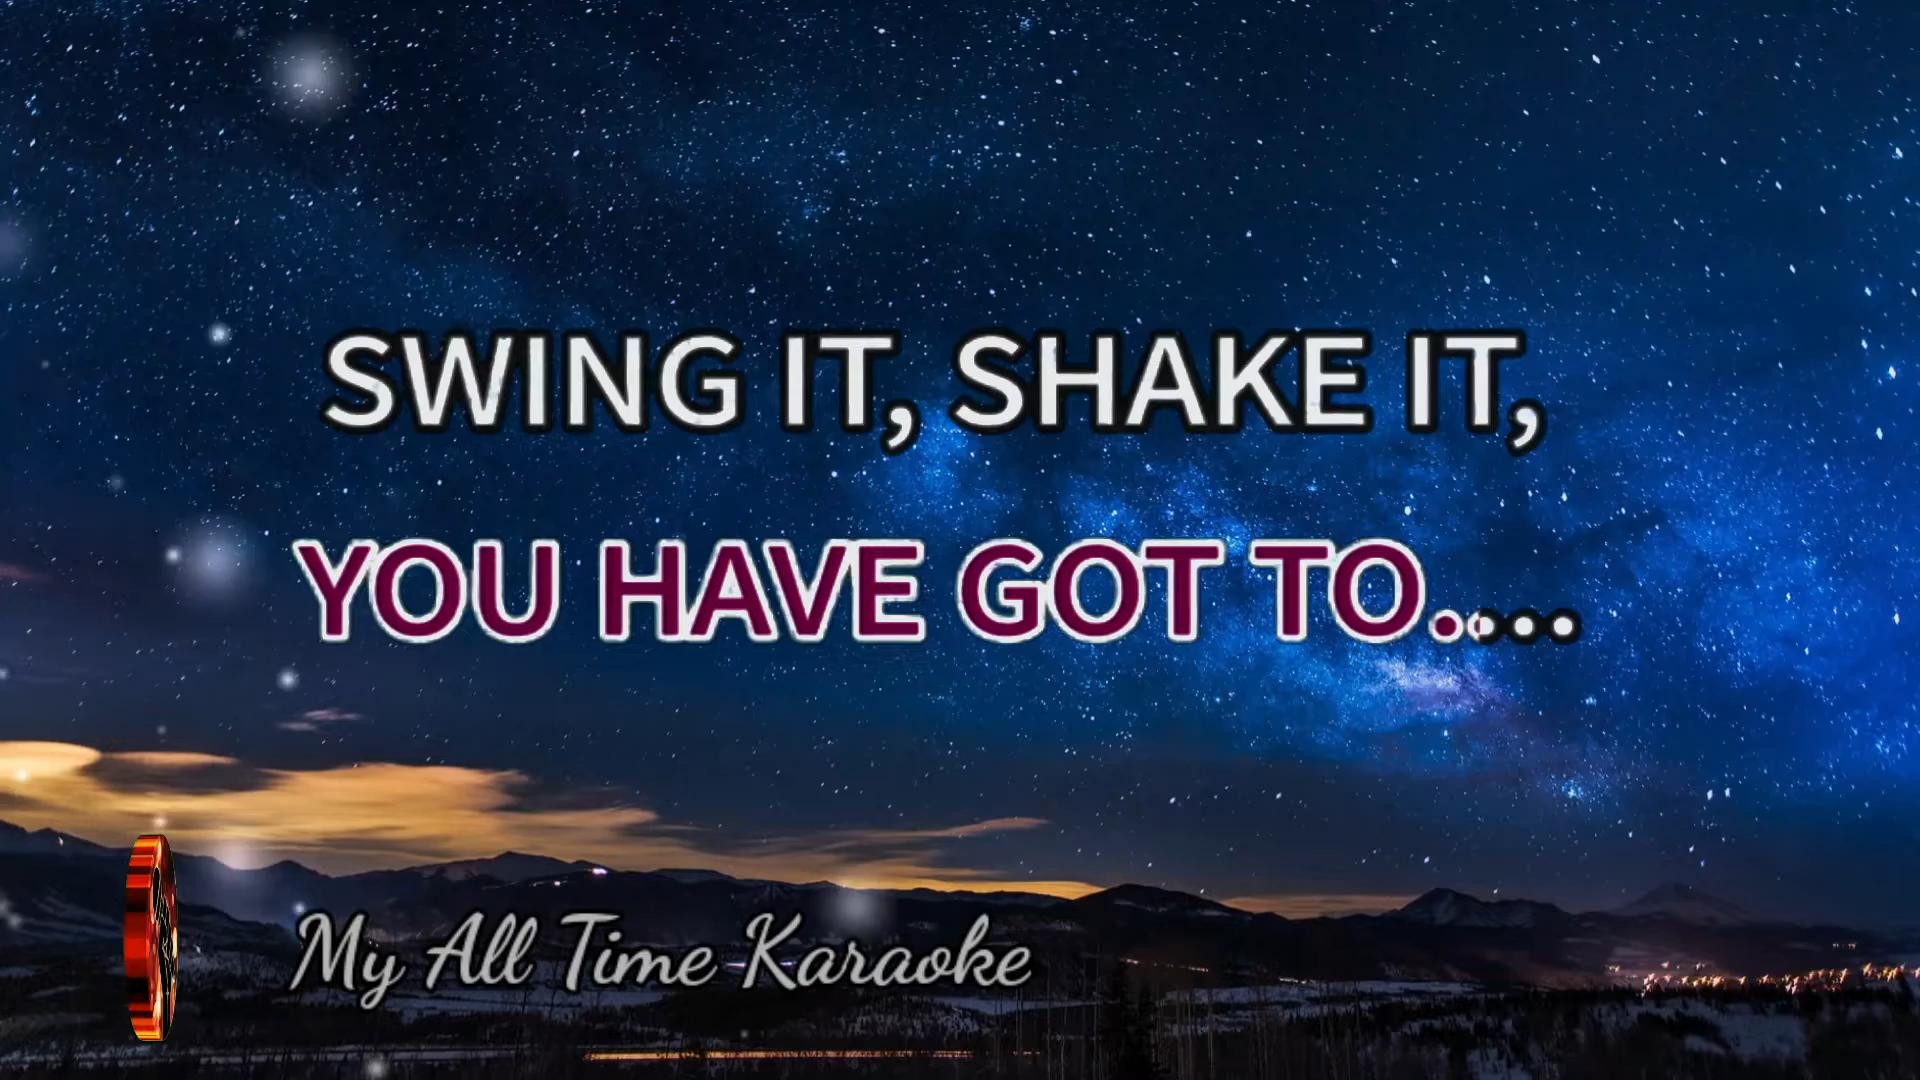 SWING IT, SHAKE IT,
YOU HAVE GOT TO....
My All Time Karaoke